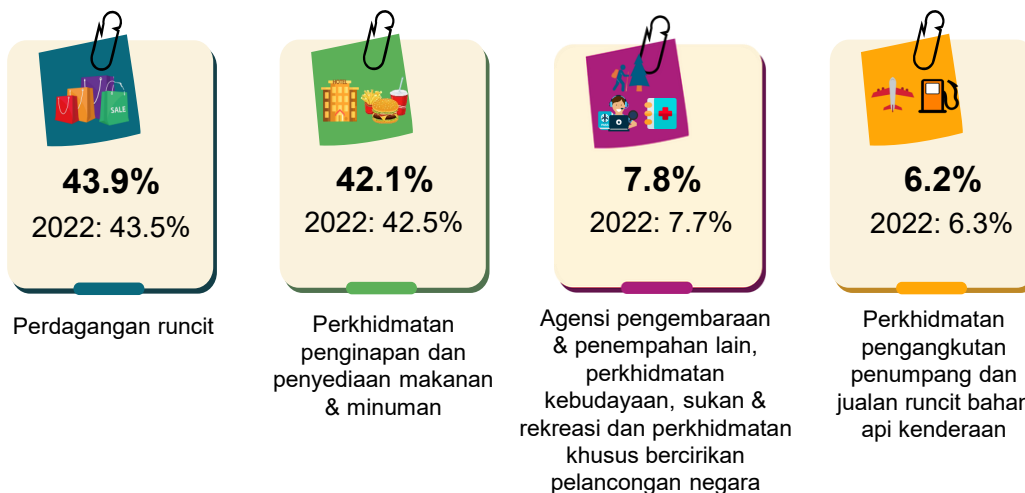 SALE
43.9%
2022: 43.5%
Perdagangan runcit
HOTEL
42.1%
2022: 42.5%
Perkhidmatan
penginapan dan
penyediaan makanan
& minuman
7.8%
2022: 7.7%
Agensi pengembaraan
& penempahan lain,
perkhidmatan
kebudayaan, sukan &
rekreasi dan perkhidmatan
khusus bercirikan
pelancongan negara
6.2%
2022: 6.3%
Perkhidmatan
pengangkutan
penumpang dan
jualan runcit bahan
api kenderaan